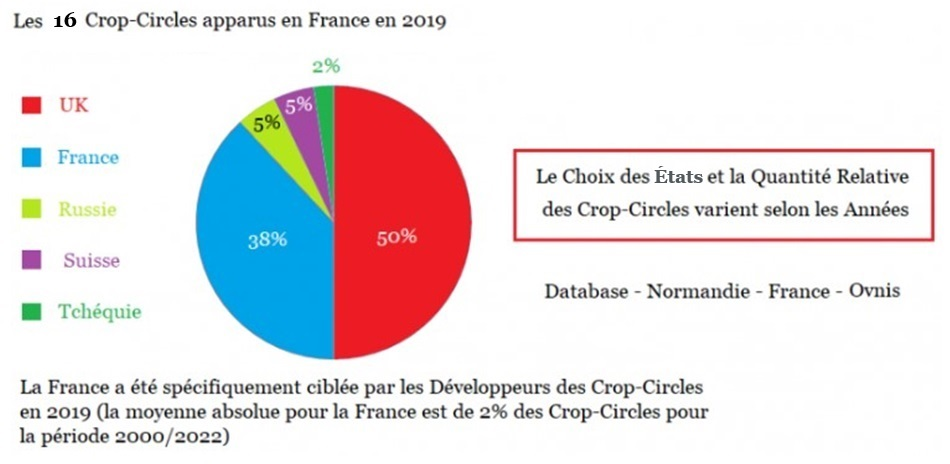 Les 16 Crop-Circles apparus en France en 2019
2%
UK
5%
5%
France
Le Choix des États et la Quantité Relative
des Crop-Circles varient selon les Années
Russie
38%
50%
Suisse
Database - Normandie - France - Ovnis
Tchéquie
La France a été spécifiquement ciblée par les Développeurs des Crop-Circles
en 2019 (la moyenne absolue pour la France est de 2% des Crop-Circles pour
la période 2000/2022)